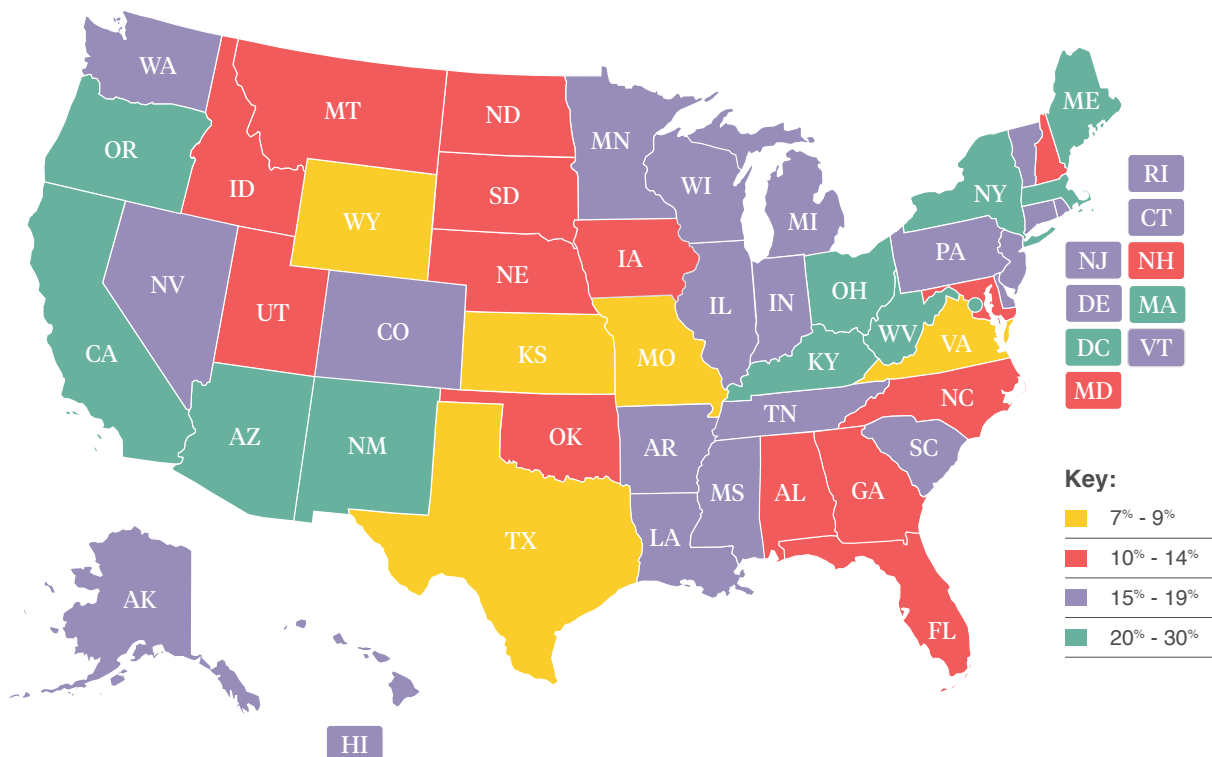 WA
MT
ND
MN
ME
OR
ID
SD
WI
MI
NY
RI
WY
CT
NV
UT
NE
IA
PA
NJ
NH
CO
IL
IN
OH
DE
MA
CA
KS
MO
KY
WV
VA
DC
VT
MD
AZ
NM
OK
AR
TN
NC
SC
MS
AL
GA
TX
LA
FL
AK
HI
Key:
7% - 9%
10% - 14%
15% - 19%
20% - 30%